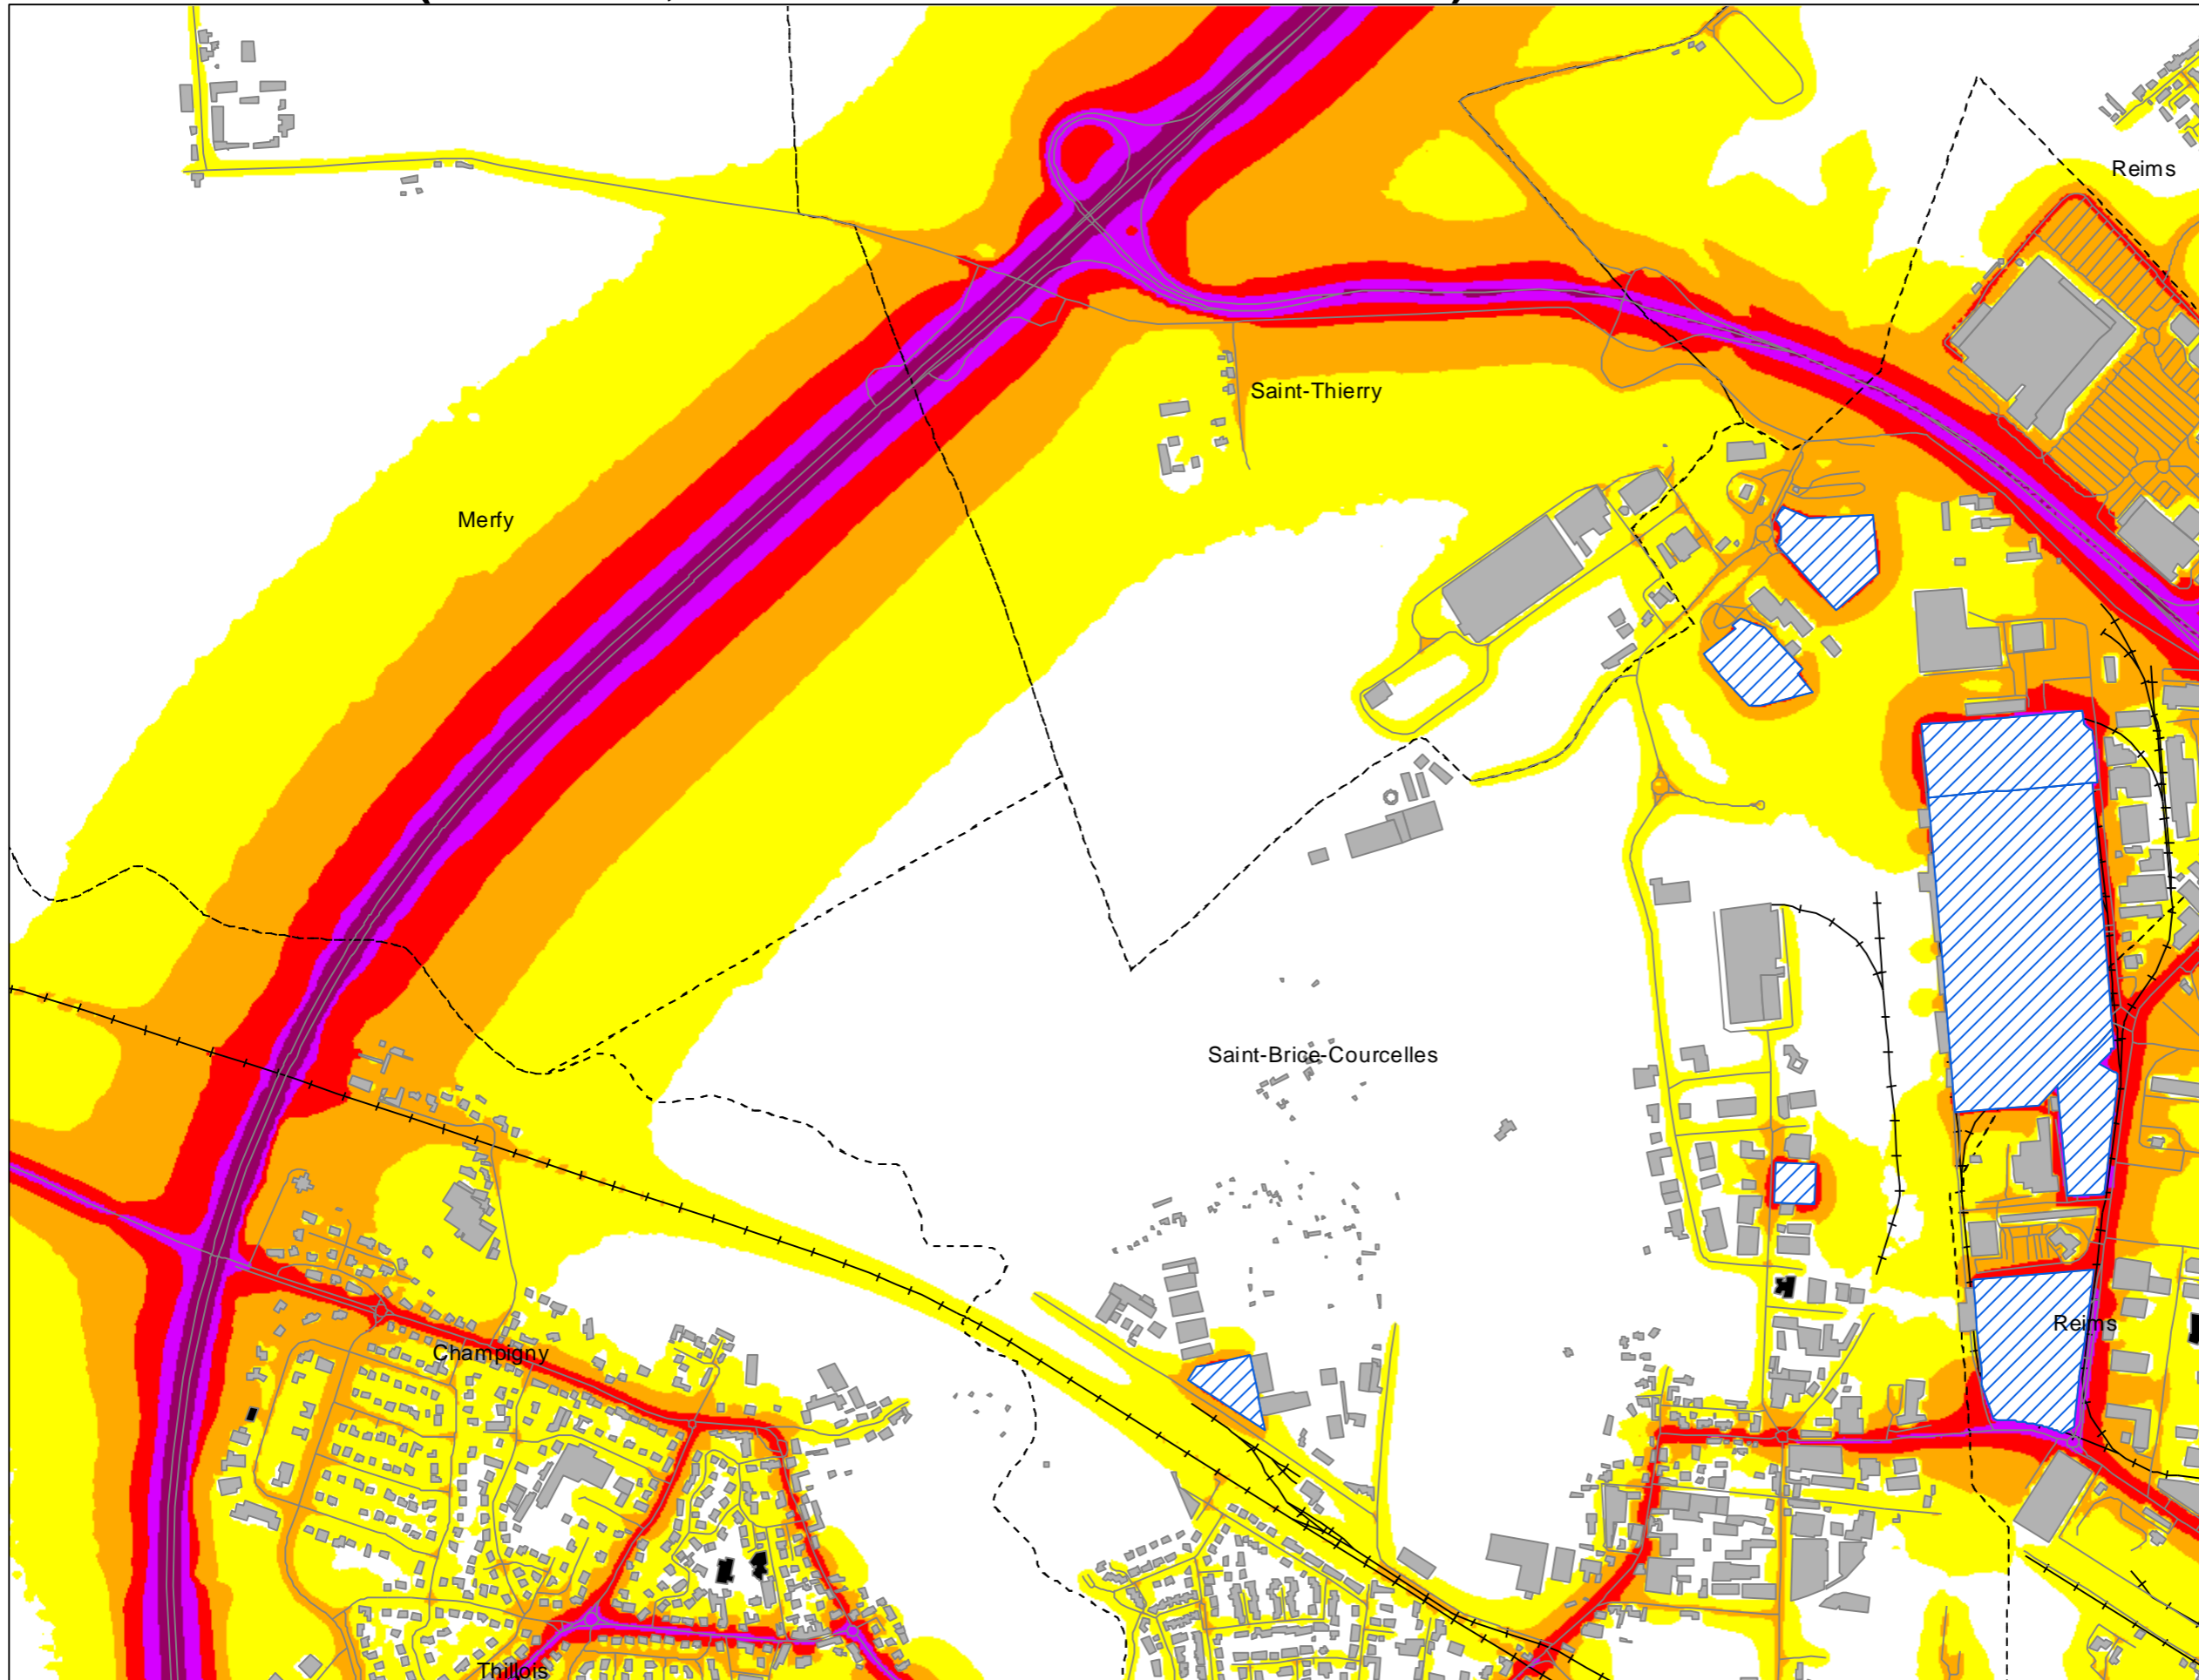 Reims
Saint-Thierry
Merfy
Saint-Brice-Courcelles
Reims
Champigny
Thillois